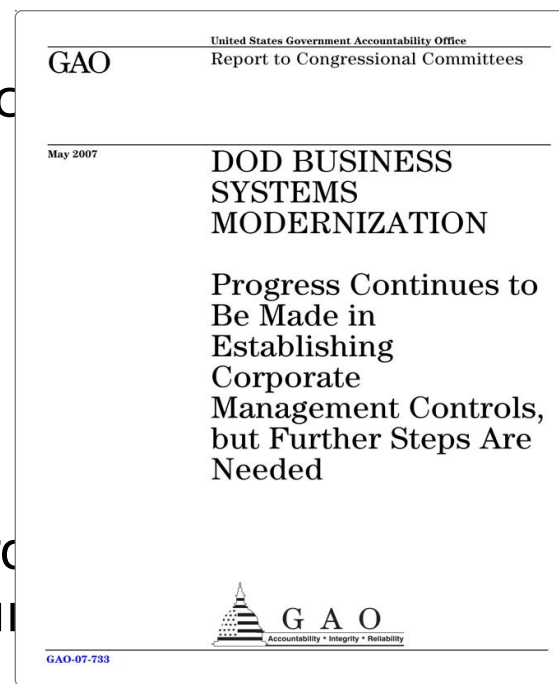 United States Government Accountability Office
GAO
Report to Congressional Committees
May 2007
DOD BUSINESS
SYSTEMS
MODERNIZATION
Progress Continues to
Be Made in
Establishing
Corporate
Management Controls,
but Further Steps Are
Needed
G A O
Accountability * Integrity * Reliability
GAO-07-733